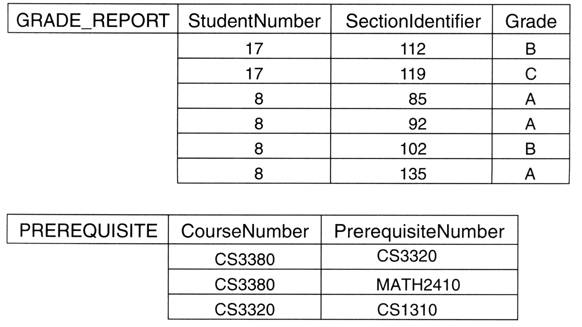 GRADE_REPORT StudentNumber SectionIdentifier Grade
17 112 B
17 119 C
8 85 A
8 92 A
8 102 B
8 135 A
PREREQUISITE CourseNumber PrerequisiteNumber
CS3380 CS3320
CS3380 MATH2410
CS3320 CS1310